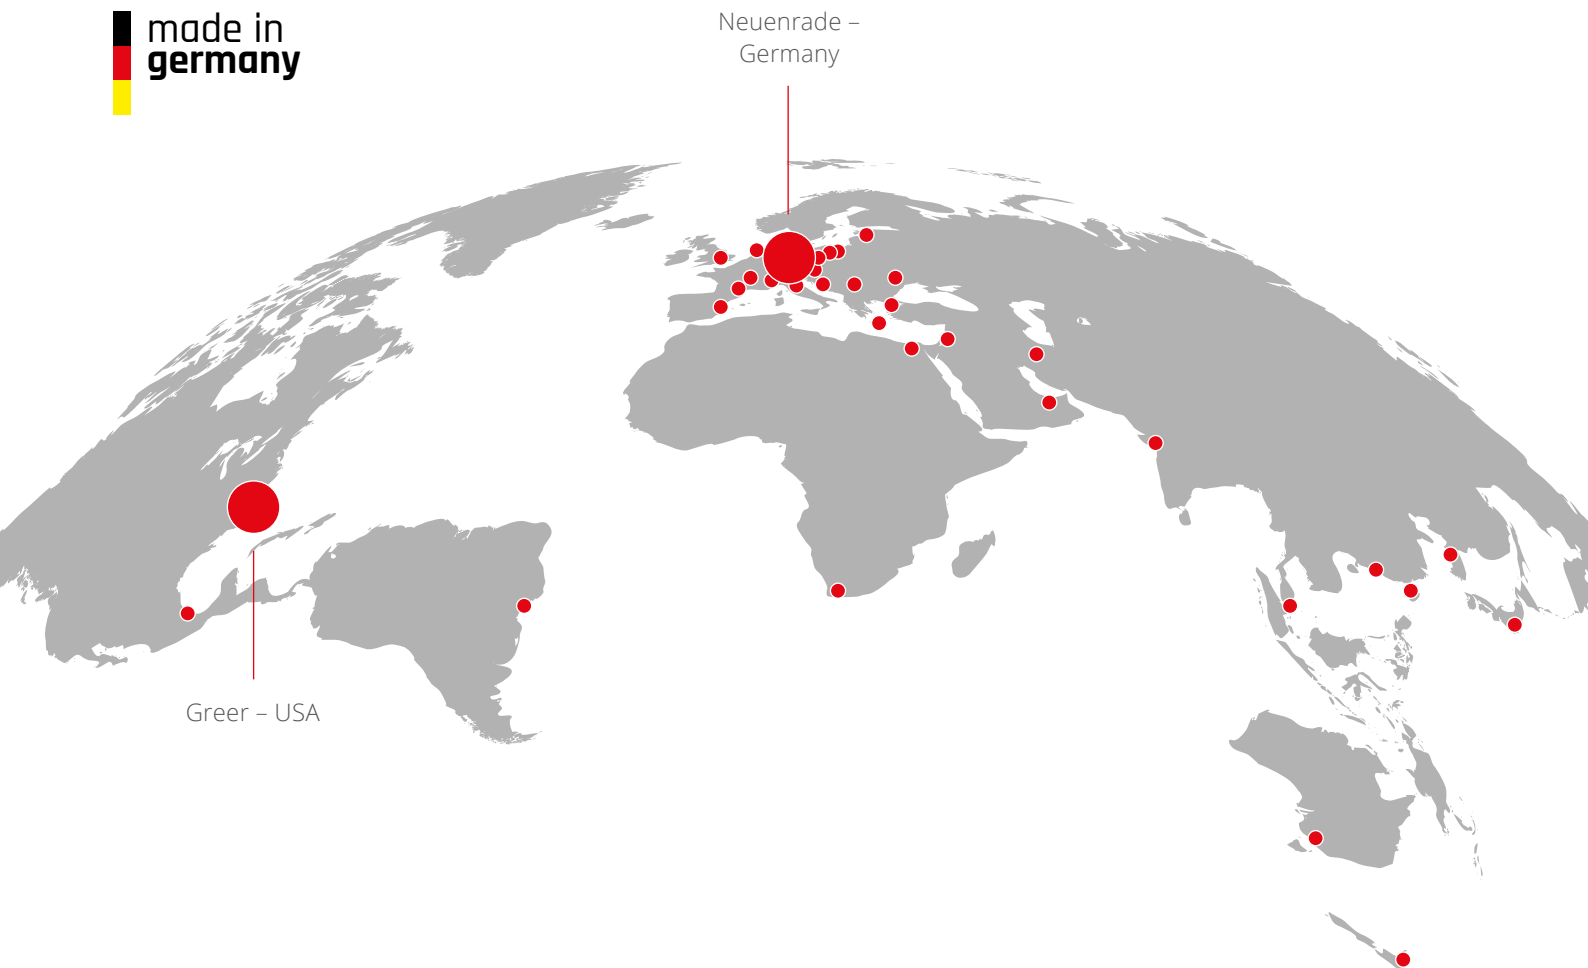 made in
germany
Neuenrade –
Germany
Greer – USA